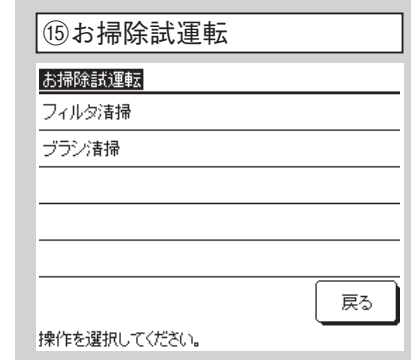 ⑮お掃除試運転
お掃除試運転
フィルタ清掃
ブラシ清掃
戻る
操作を選択してください。